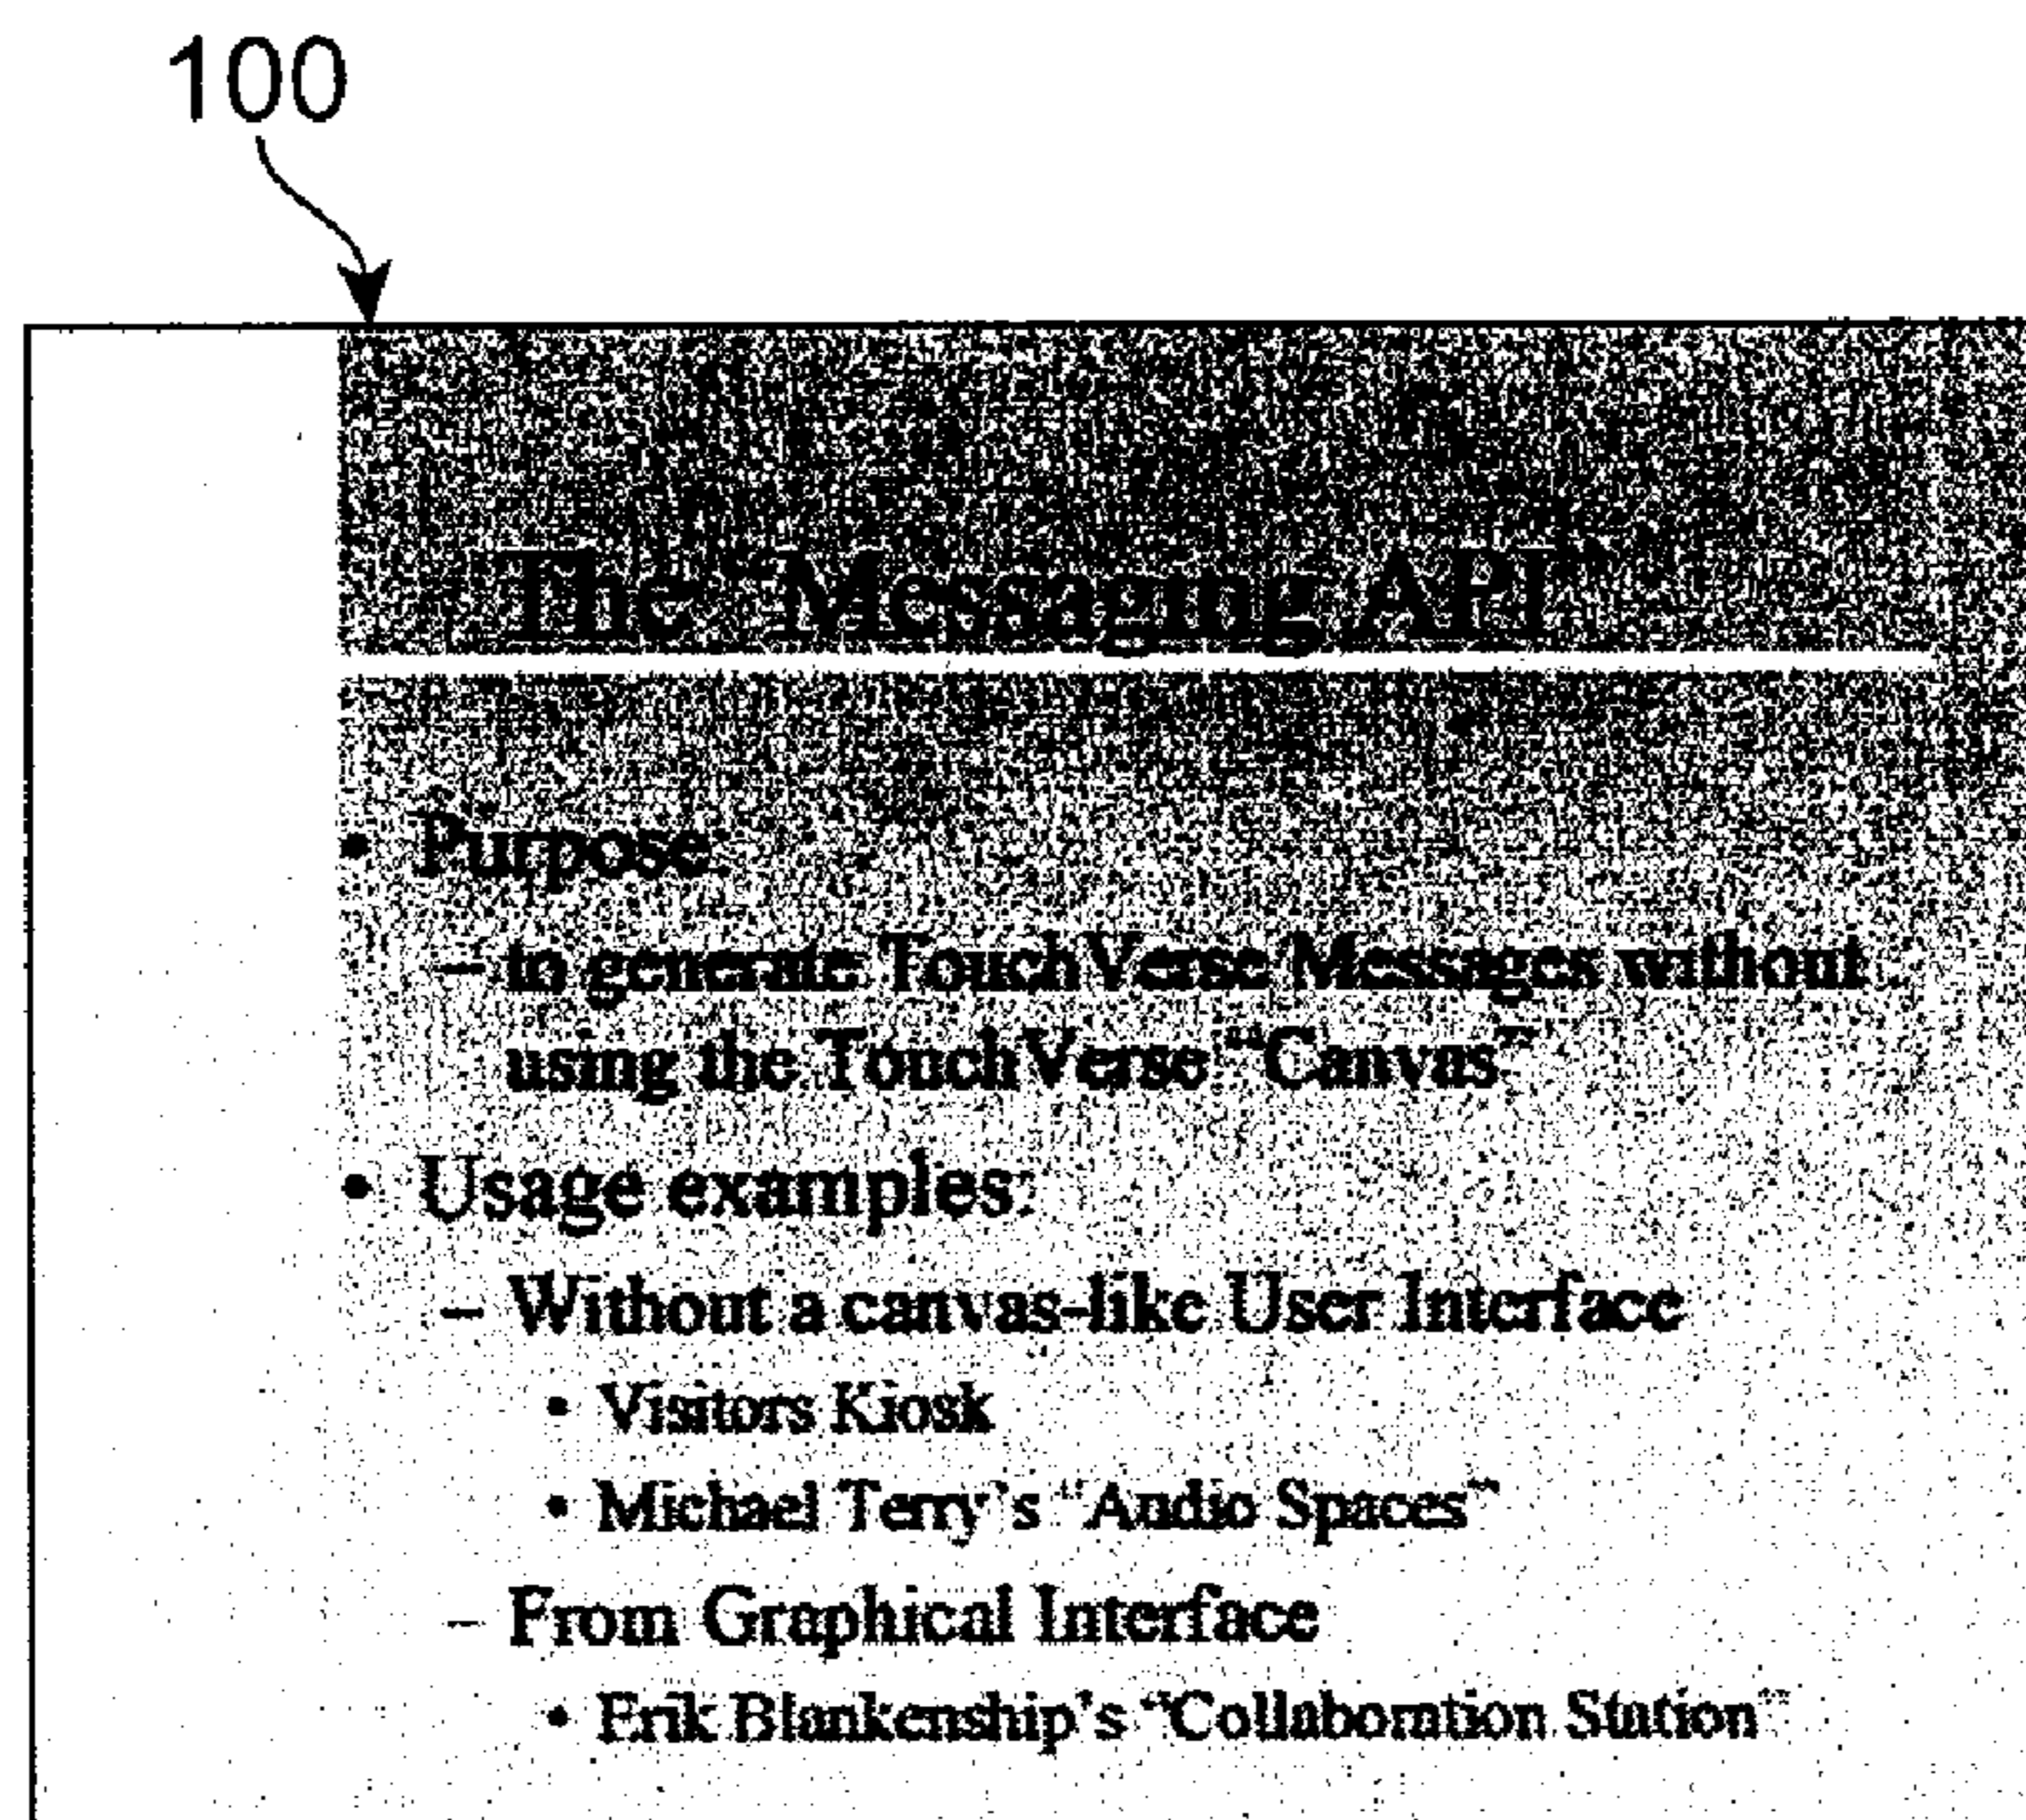 100
The "Messaging API"
• Purpose:
– to generate TouchVerse Messages without
using the TouchVerse "Canvas"
• Usage examples:
– Without a canvas-like User Interface
• Visitors Kiosk
• Michael Terry's "Audio Spaces"
– From Graphical Interface
• Erik Blankenship's "Collaboration Station"